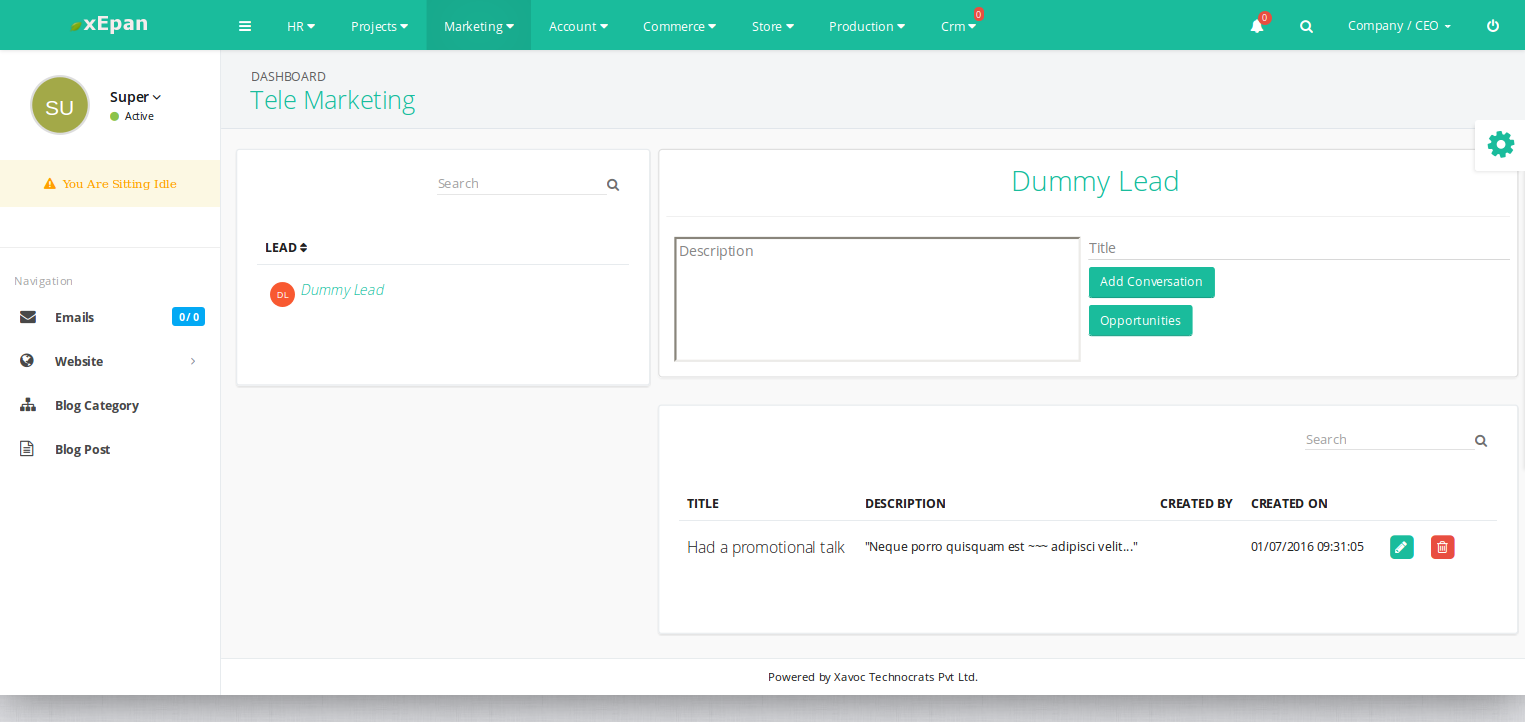 xEpan
HR Projects Marketing Account Commerce Store Production Crm 0
0 Company / CEO
SU
Super
Active
You Are Sitting Idle
Navigation
Emails 0 / 0
Website
Blog Category
Blog Post
DASHBOARD
Tele Marketing
Search
LEAD
DL Dummy Lead
Dummy Lead
Description
Title
Add Conversation
Opportunities
Search
TITLE DESCRIPTION CREATED BY CREATED ON
Had a promotional talk "Neque porro quisquam est ~~~ adipisci velit..." 01/07/2016 09:31:05
Powered by Xavoc Technocrats Pvt Ltd.